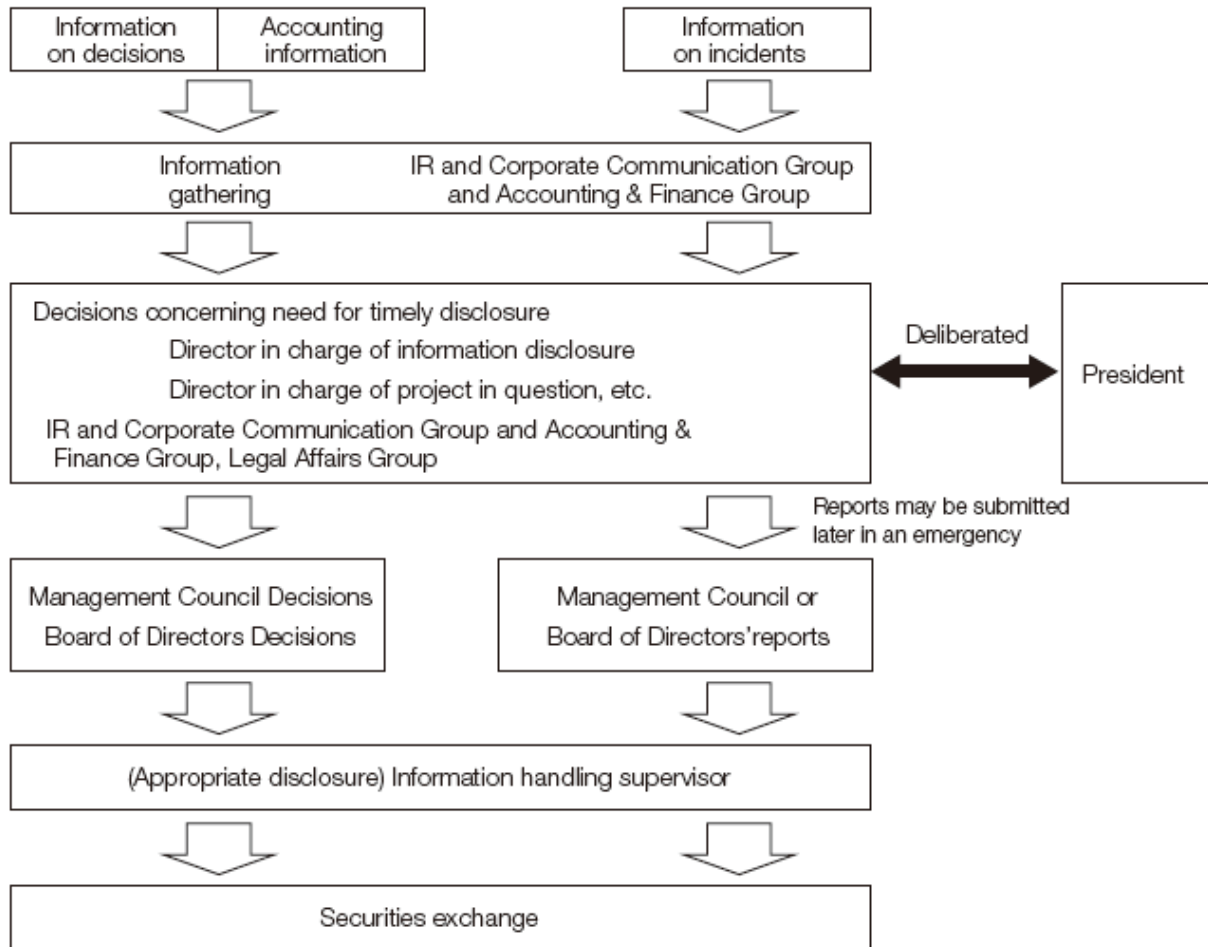 Information
on decisions
Accounting
information
Information
on incidents
Information
gathering
IR and Corporate Communication Group
and Accounting & Finance Group
Decisions concerning need for timely disclosure
Director in charge of information disclosure
Director in charge of project in question, etc.
IR and Corporate Communication Group and Accounting &
Finance Group, Legal Affairs Group
Deliberated
President
Reports may be submitted
later in an emergency
Management Council Decisions
Board of Directors Decisions
Management Council or
Board of Directors'reports
(Appropriate disclosure) Information handling supervisor
Securities exchange